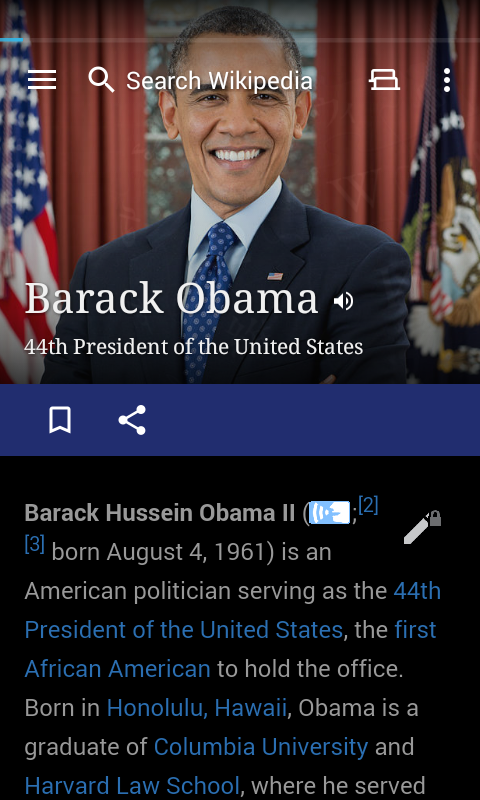 Search Wikipedia
Barack Obama
44th President of the United States
Barack Hussein Obama II ( ;[2]
[3] born August 4, 1961) is an
American politician serving as the 44th
President of the United States, the first
African American to hold the office.
Born in Honolulu, Hawaii, Obama is a
graduate of Columbia University and
Harvard Law School, where he served